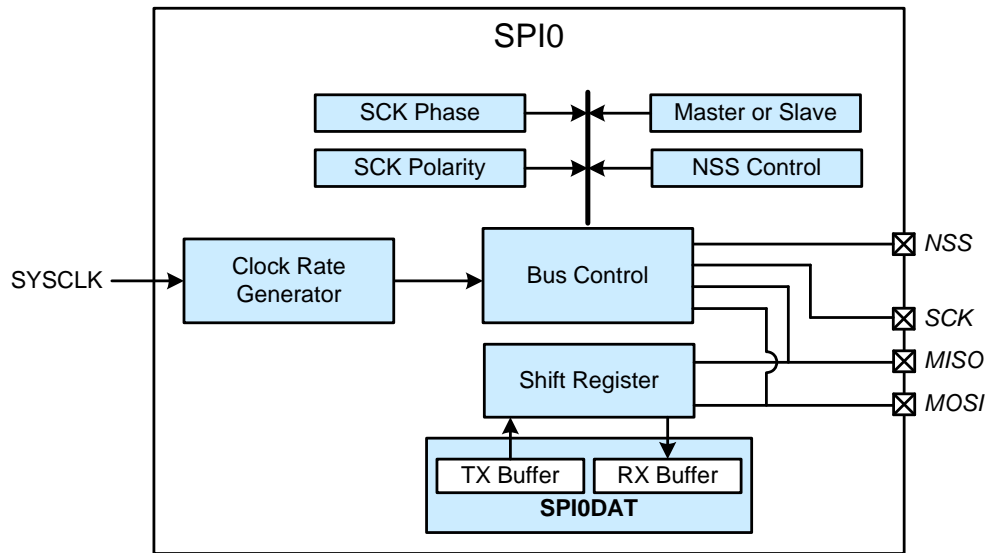 SPI0
SCK Phase
Master or Slave
SCK Polarity
NSS Control
SYSCLK
Clock Rate
Generator
Bus Control
NSS
SCK
MISO
MOSI
Shift Register
TX Buffer
RX Buffer
SPI0DAT